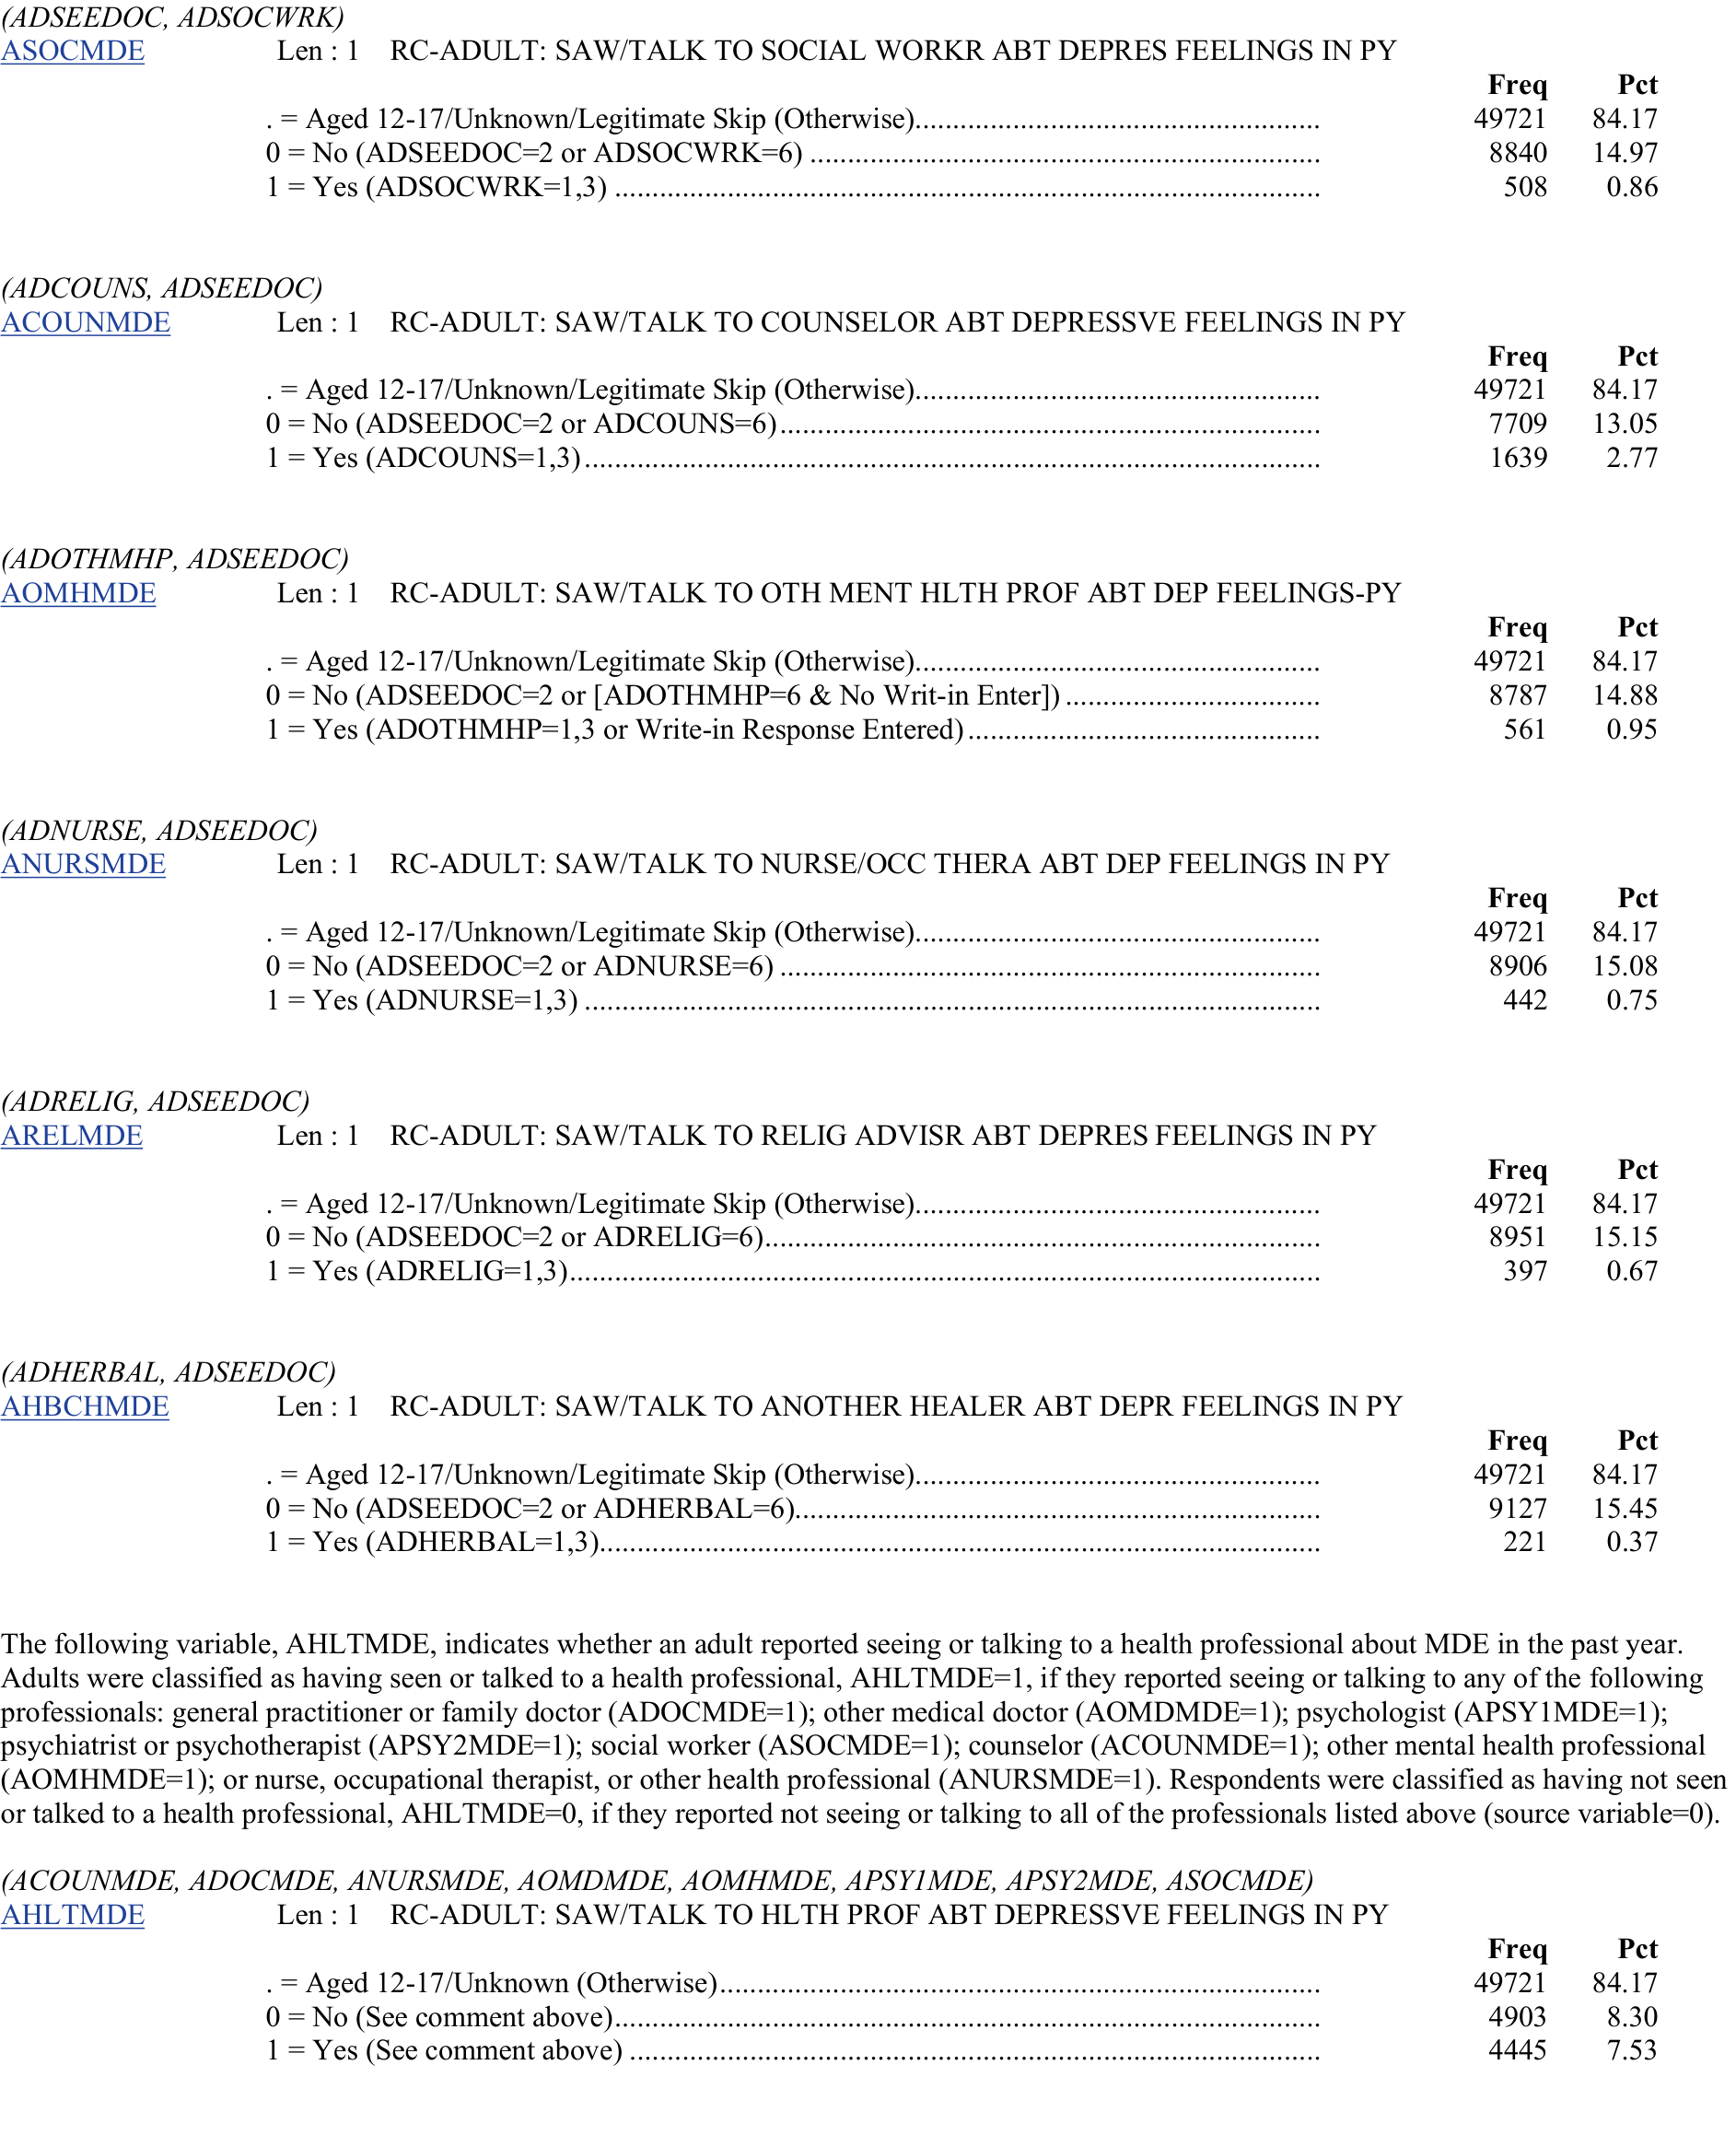 (ADSEEDOC, ADSOCWRK)
ASOCMDE Len : 1 RC-ADULT: SAW/TALK TO SOCIAL WORKR ABT DEPRES FEELINGS IN PY
Freq Pct
. = Aged 12-17/Unknown/Legitimate Skip (Otherwise)...................................................... 49721 84.17
0 = No (ADSEEDOC=2 or ADSOCWRK=6) .................................................................... 8840 14.97
1 = Yes (ADSOCWRK=1,3) .............................................................................................. 508 0.86
(ADCOUNS, ADSEEDOC)
ACOUNMDE Len : 1 RC-ADULT: SAW/TALK TO COUNSELOR ABT DEPRESSVE FEELINGS IN PY
Freq Pct
. = Aged 12-17/Unknown/Legitimate Skip (Otherwise)...................................................... 49721 84.17
0 = No (ADSEEDOC=2 or ADCOUNS=6)........................................................................ 7709 13.05
1 = Yes (ADCOUNS=1,3).................................................................................................. 1639 2.77
(ADOTHMHP, ADSEEDOC)
AOMHMDE Len : 1 RC-ADULT: SAW/TALK TO OTH MENT HLTH PROF ABT DEP FEELINGS-PY
Freq Pct
. = Aged 12-17/Unknown/Legitimate Skip (Otherwise)...................................................... 49721 84.17
0 = No (ADSEEDOC=2 or [ADOTHMHP=6 & No Writ-in Enter]) .................................. 8787 14.88
1 = Yes (ADOTHMHP=1,3 or Write-in Response Entered)............................................... 561 0.95
(ADNURSE, ADSEEDOC)
ANURSMDE Len : 1 RC-ADULT: SAW/TALK TO NURSE/OCC THERA ABT DEP FEELINGS IN PY
Freq Pct
. = Aged 12-17/Unknown/Legitimate Skip (Otherwise)...................................................... 49721 84.17
0 = No (ADSEEDOC=2 or ADNURSE=6) ........................................................................ 8906 15.08
1 = Yes (ADNURSE=1,3) .................................................................................................. 442 0.75
(ADRELIG, ADSEEDOC)
ARELMDE Len : 1 RC-ADULT: SAW/TALK TO RELIG ADVISR ABT DEPRES FEELINGS IN PY
Freq Pct
. = Aged 12-17/Unknown/Legitimate Skip (Otherwise)...................................................... 49721 84.17
0 = No (ADSEEDOC=2 or ADRELIG=6).......................................................................... 8951 15.15
1 = Yes (ADRELIG=1,3).................................................................................................... 397 0.67
(ADHERBAL, ADSEEDOC)
AHBCHMDE Len : 1 RC-ADULT: SAW/TALK TO ANOTHER HEALER ABT DEPR FEELINGS IN PY
Freq Pct
. = Aged 12-17/Unknown/Legitimate Skip (Otherwise)...................................................... 49721 84.17
0 = No (ADSEEDOC=2 or ADHERBAL=6)...................................................................... 9127 15.45
1 = Yes (ADHERBAL=1,3)................................................................................................ 221 0.37
The following variable, AHLTMDE, indicates whether an adult reported seeing or talking to a health professional about MDE in the past year.
Adults were classified as having seen or talked to a health professional, AHLTMDE=1, if they reported seeing or talking to any of the following
professionals: general practitioner or family doctor (ADOCMDE=1); other medical doctor (AOMDMDE=1); psychologist (APSY1MDE=1);
psychiatrist or psychotherapist (APSY2MDE=1); social worker (ASOCMDE=1); counselor (ACOUNMDE=1); other mental health professional
(AOMHMDE=1); or nurse, occupational therapist, or other health professional (ANURSMDE=1). Respondents were classified as having not seen
or talked to a health professional, AHLTMDE=0, if they reported not seeing or talking to all of the professionals listed above (source variable=0).
(ACOUNMDE, ADOCMDE, ANURSMDE, AOMDMDE, AOMHMDE, APSY1MDE, APSY2MDE, ASOCMDE)
AHLTMDE Len : 1 RC-ADULT: SAW/TALK TO HLTH PROF ABT DEPRESSVE FEELINGS IN PY
Freq Pct
. = Aged 12-17/Unknown (Otherwise)................................................................................ 49721 84.17
0 = No (See comment above).............................................................................................. 4903 8.30
1 = Yes (See comment above) ............................................................................................ 4445 7.53